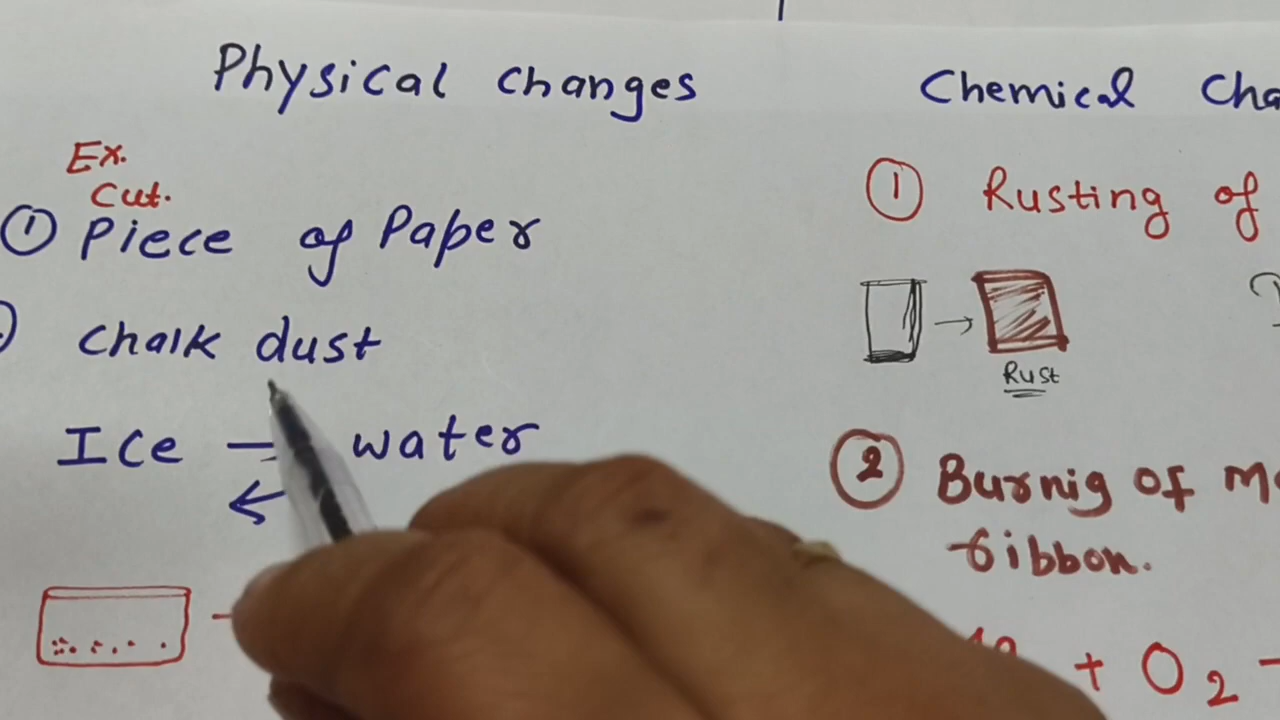 Physical changes
Ex.
Cut.
① Piece of Paper
Chalk dust
Ice — water
←
Chemical
① Rusting of
→
Rust
② Burnig of
ribbon.
+ O₂